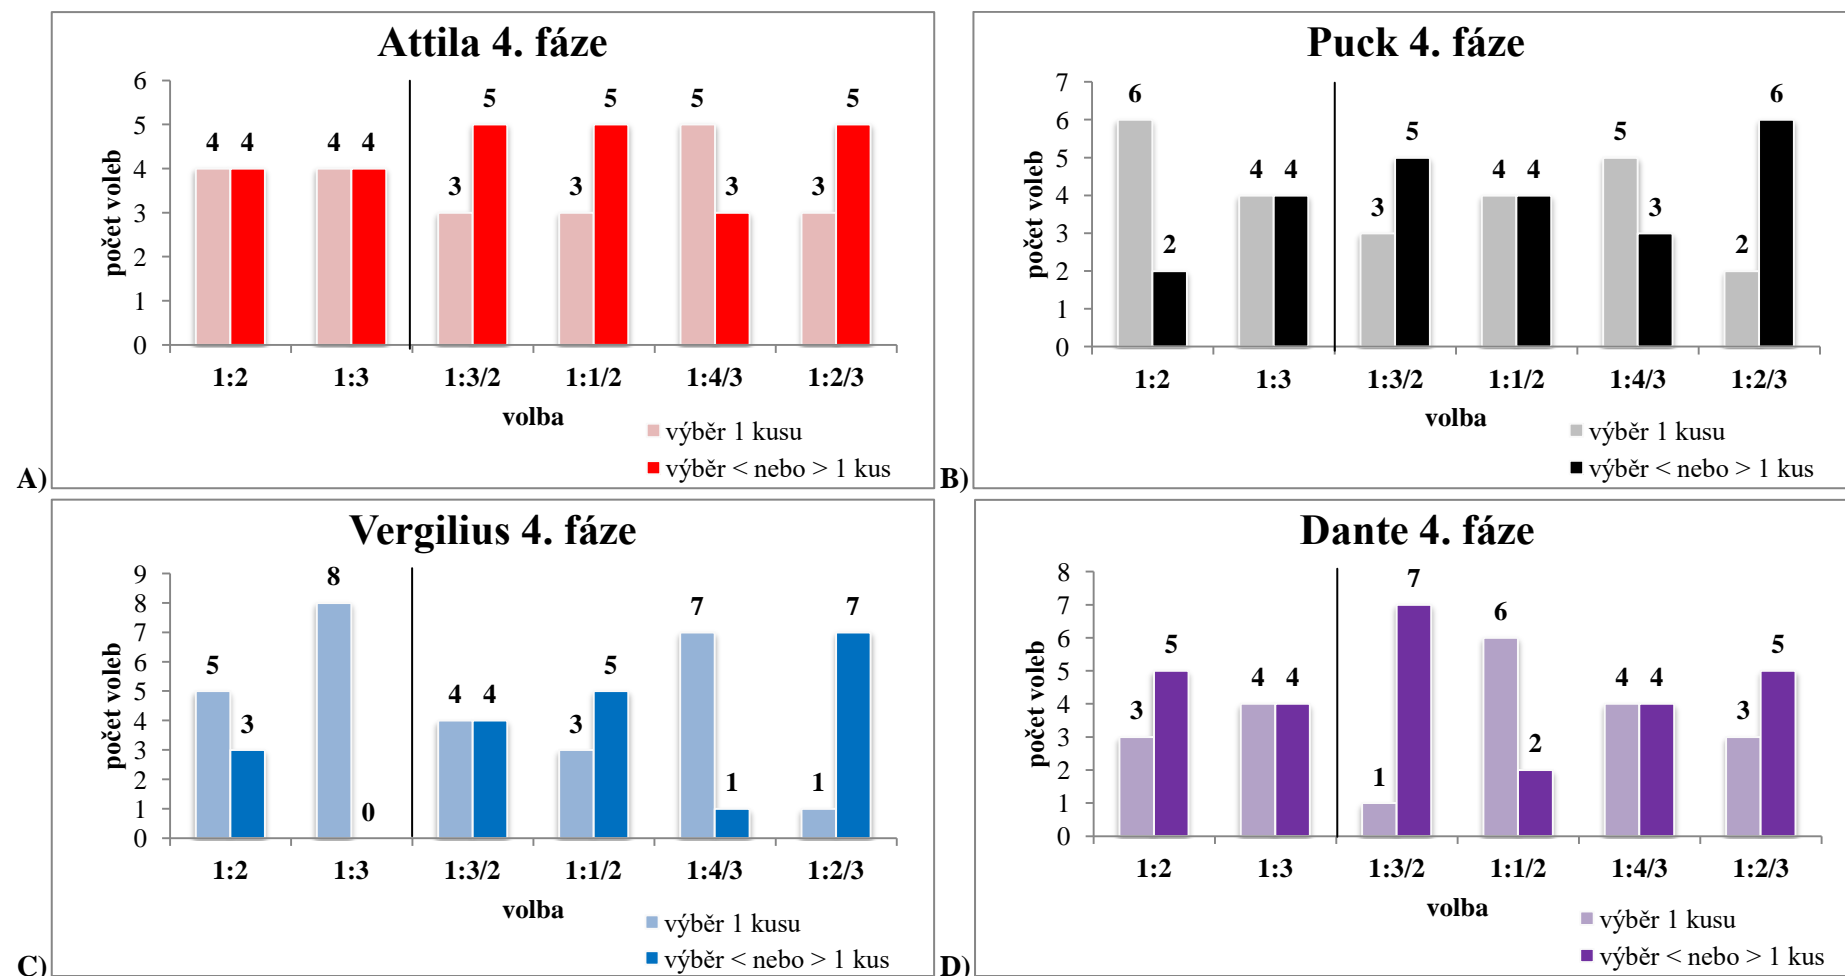 Attila 4. fáze
počet voleb
6
5
4
3
2
1
0
4 4 4 4 3 5 3 5 5 3 3 5
1:2 1:3 1:3/2 1:1/2 1:4/3 1:2/3
volba
výběr 1 kusu
výběr < nebo > 1 kus
A)
Puck 4. fáze
počet voleb
7
6
5
4
3
2
1
0
6 2 4 4 3 5 4 4 5 3 2 6
1:2 1:3 1:3/2 1:1/2 1:4/3 1:2/3
volba
výběr 1 kusu
výběr < nebo > 1 kus
B)
Vergilius 4. fáze
počet voleb
9
8
7
6
5
4
3
2
1
0
5 3 8 0 4 4 3 5 7 1 1 7
1:2 1:3 1:3/2 1:1/2 1:4/3 1:2/3
volba
výběr 1 kusu
výběr < nebo > 1 kus
C)
Dante 4. fáze
počet voleb
8
7
6
5
4
3
2
1
0
3 5 4 4 1 7 6 2 4 4 3 5
1:2 1:3 1:3/2 1:1/2 1:4/3 1:2/3
volba
výběr 1 kusu
výběr < nebo > 1 kus
D)